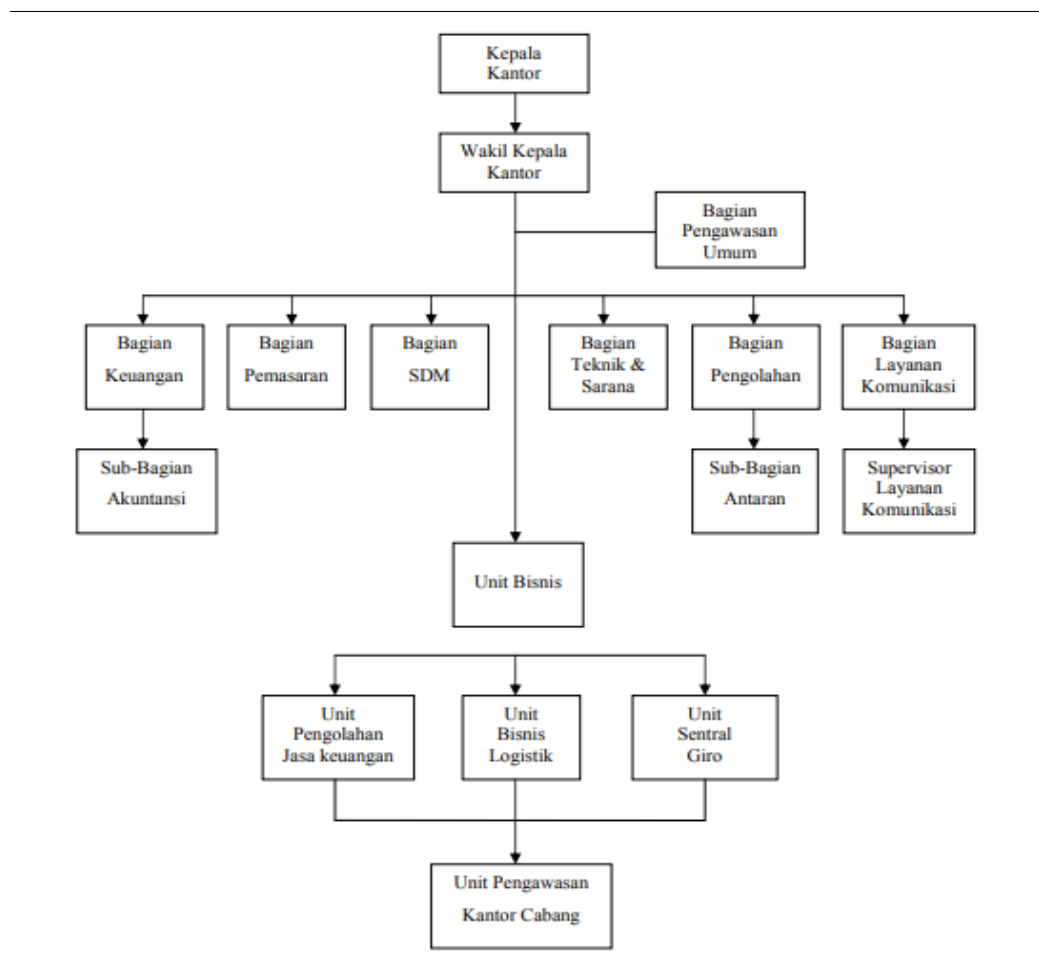 Kepala
Kantor
Wakil Kepala
Kantor
Bagian
Pengawasan
Umum
Bagian
Keuangan
Bagian
Pemasaran
Bagian
SDM
Bagian
Teknik &
Sarana
Bagian
Pengolahan
Bagian
Layanan
Komunikasi
Sub-Bagian
Akuntansi
Sub-Bagian
Antaran
Supervisor
Layanan
Komunikasi
Unit Bisnis
Unit
Pengolahan
Jasa keuangan
Unit
Bisnis
Logistik
Unit
Sentral
Giro
Unit Pengawasan
Kantor Cabang